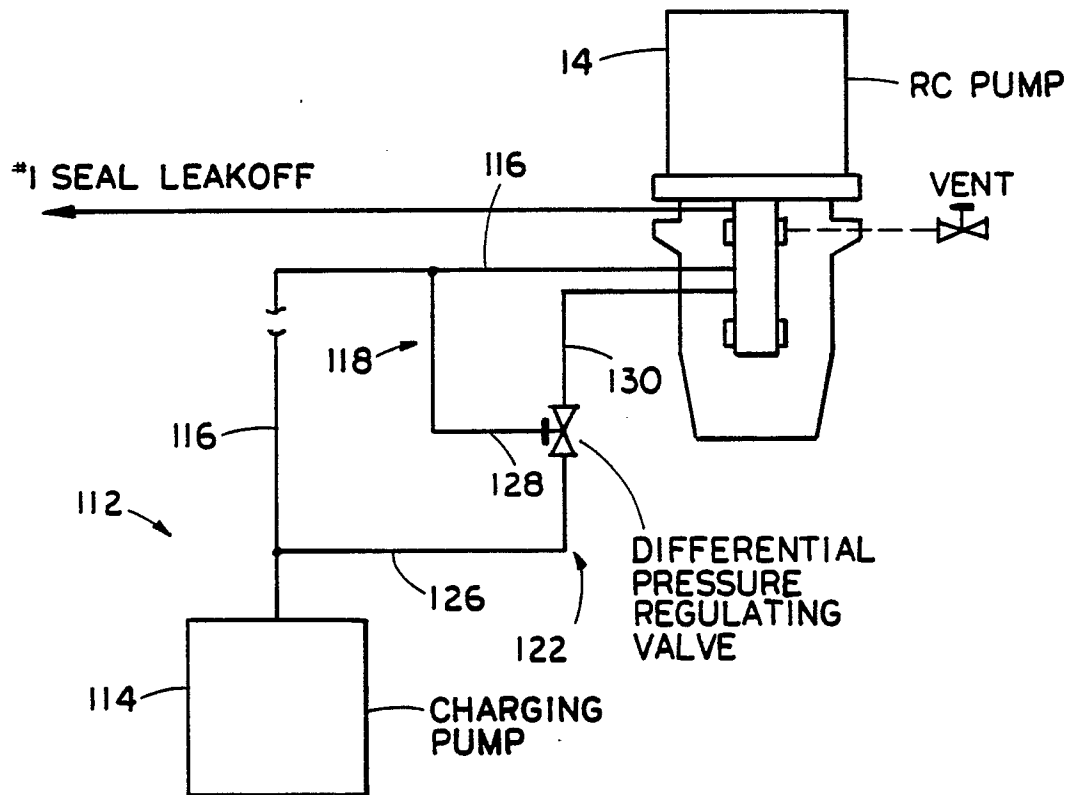 14
RC PUMP
#1 SEAL LEAKOFF
116
VENT
118
130
116
128
112
DIFFERENTIAL
PRESSURE
REGULATING
VALVE
126
122
114
CHARGING
PUMP